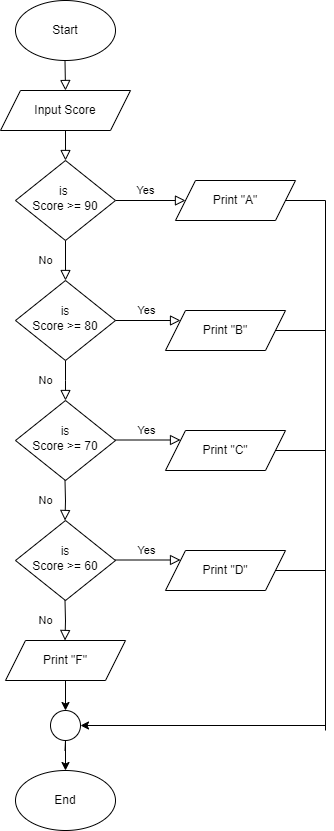 Start
Input Score
is
Score >= 90
Yes
Print "A"
No
is
Score >= 80
Yes
Print "B"
No
is
Score >= 70
Yes
Print "C"
No
is
Score >= 60
Yes
Print "D"
No
Print "F"
End